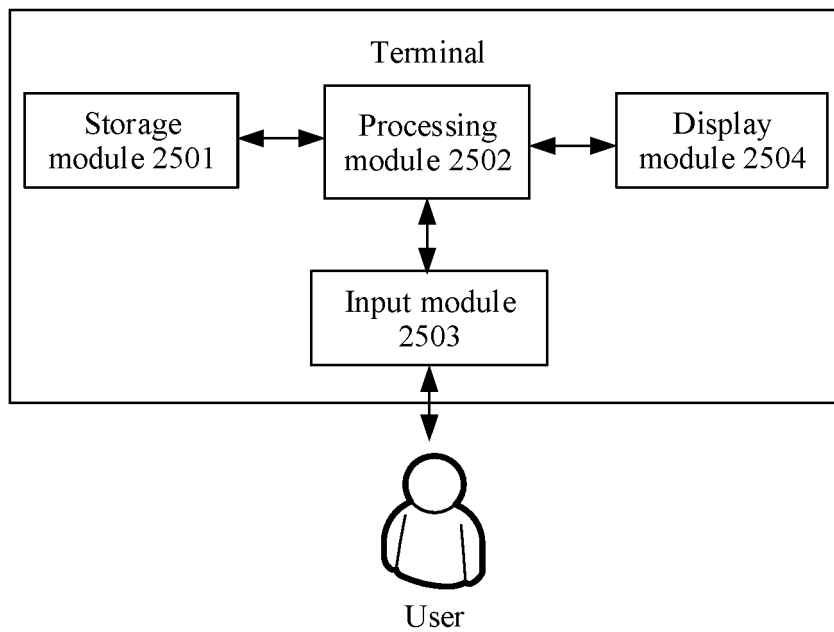 Terminal
Storage
module 2501
Processing
module 2502
Display
module 2504
Input module
2503
User